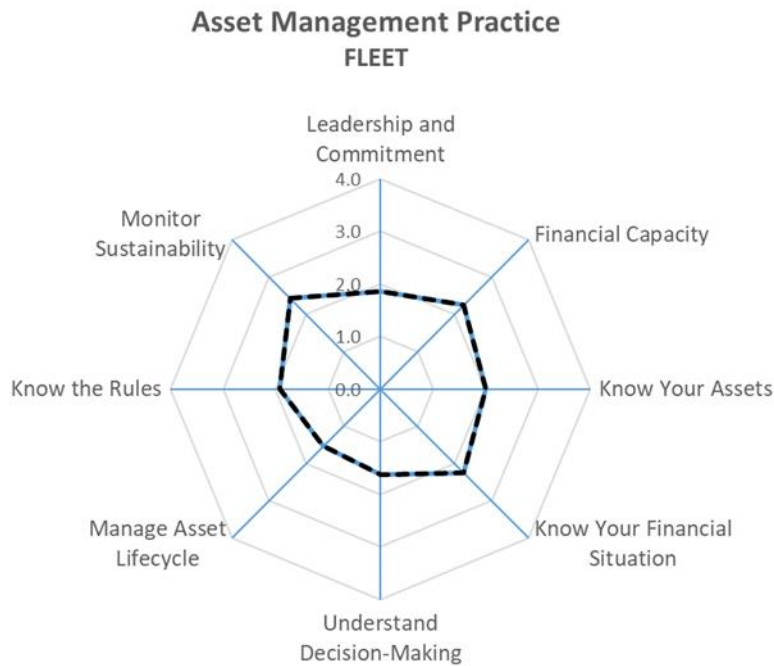 Asset Management Practice
FLEET
Leadership and
Commitment
4.0
Monitor
Sustainability
3.0
Financial Capacity
2.0
1.0
Know the Rules
0.0
Know Your Assets
Manage Asset
Lifecycle
Know Your Financial
Situation
Understand
Decision-Making